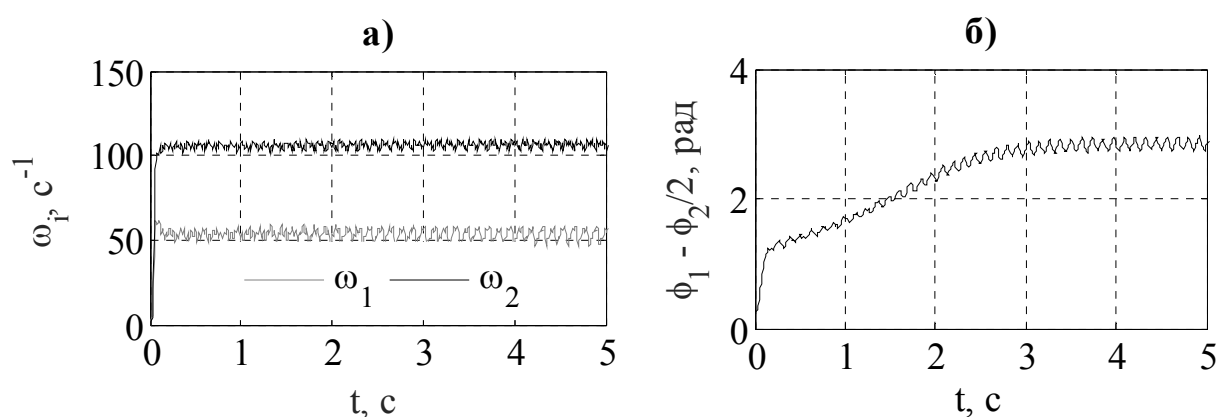 а)
150
100
50
0
ω_i, с^-1
ω_1 ω_2
0 1 2 3 4 5
t, с
б)
4
2
0
ϕ_1 - ϕ_2/2, рад
0 1 2 3 4 5
t, с